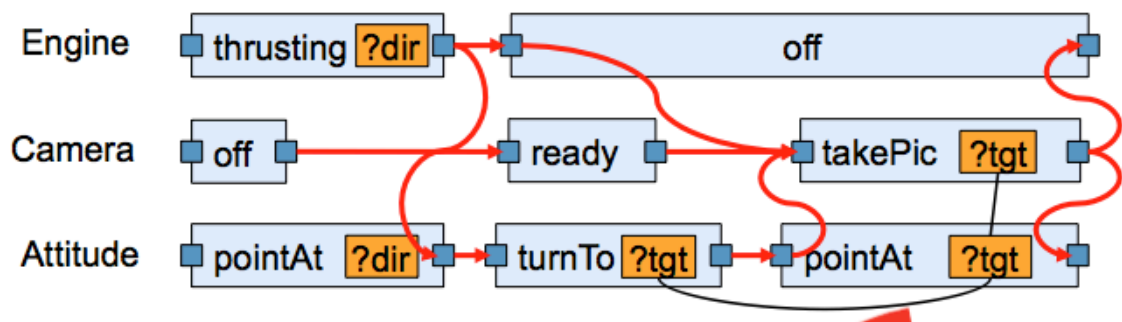 Engine thrusting ?dir off
Camera off ready takePic ?tgt
Attitude pointAt ?dir turnTo ?tgt pointAt ?tgt